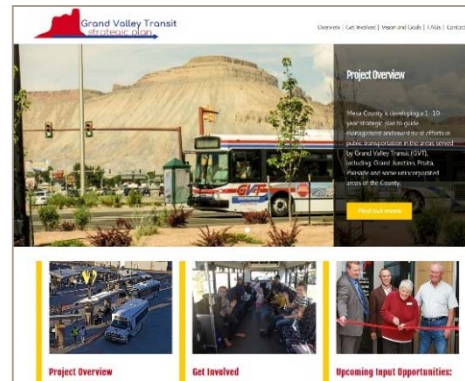 Grand Valley Transit
strategic plan
Overview | Get Involved | Vision and Goals | FAQs | Contact
Project Overview
Mesa County is developing a 1-10
year strategic plan to guide
management and investment efforts in
public transportation in the areas served
by Grand Valley Transit (GVT),
including: Grand Junction, Fruita,
Palisade and some unincorporated
areas of the County.
Find out more
GVT
Project Overview
Get Involved
Upcoming Input Opportunities: